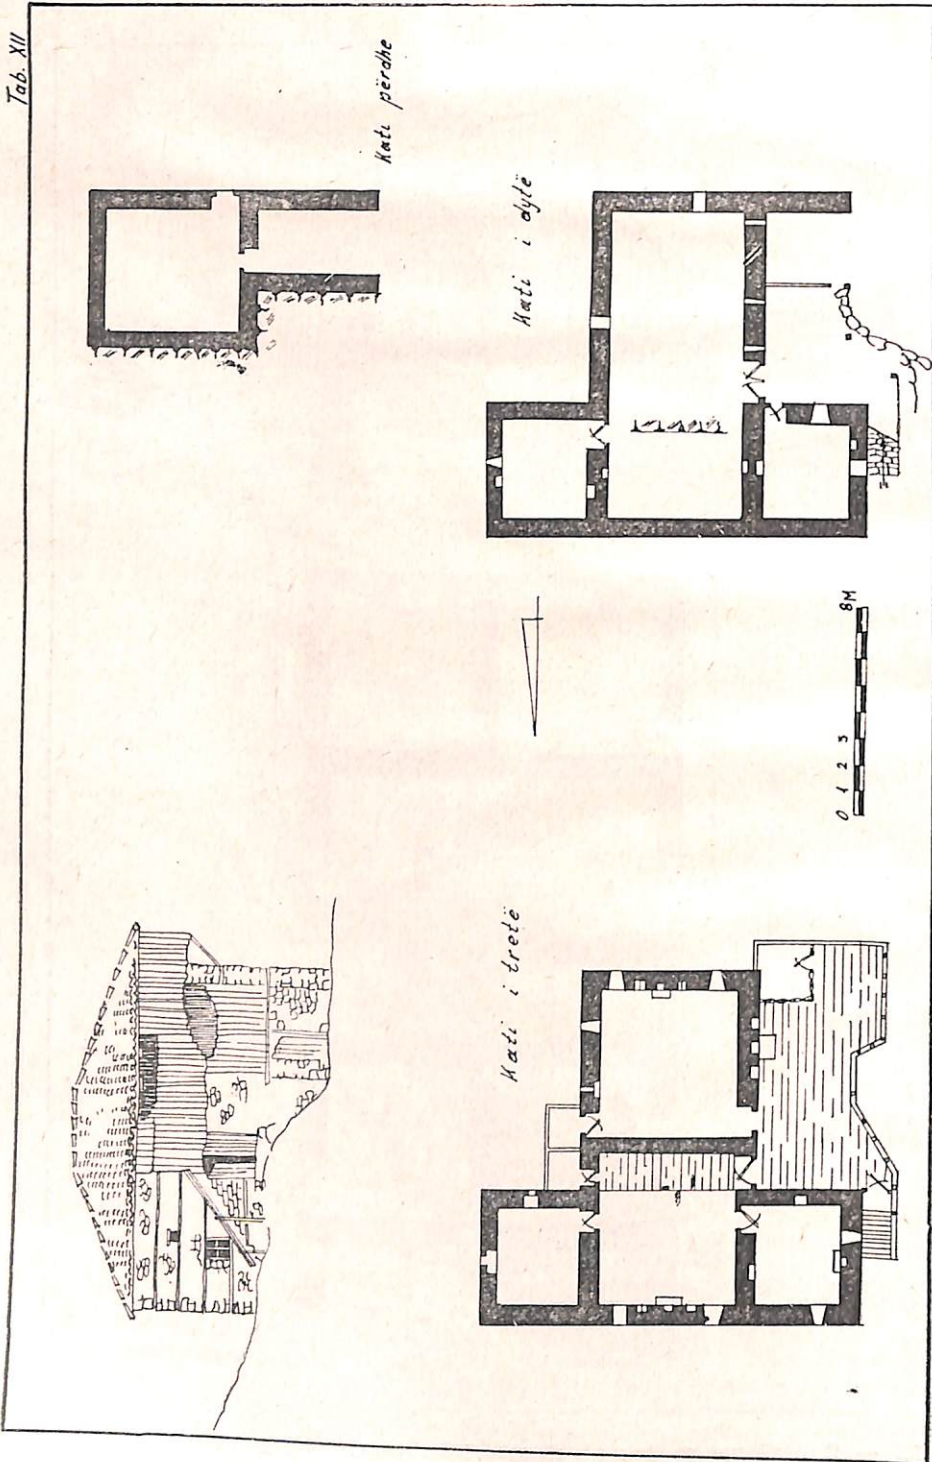 Tab. XII
Kati përdhe
Kati i dytë
Kati i tretë
0 1 2 3 8M